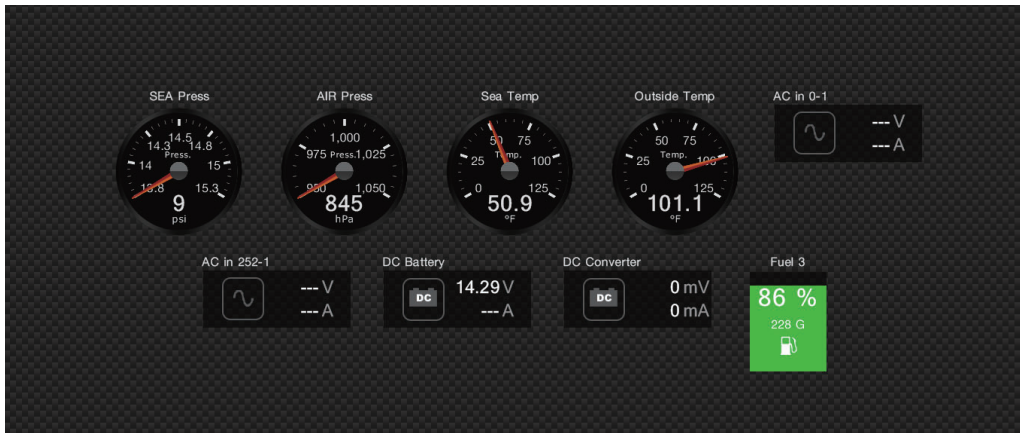 SEA Press
14.5
14.3 14.8
Press.
14 15
13.8 15.3
9
psi
AIR Press
1,000
975 Press. 1,025
950 1,050
845
hPa
Sea Temp
50 75
Temp.
25 100
0 125
50.9
°F
Outside Temp
50 75
Temp.
25 100
0 125
101.1
°F
AC in 0-1
--- V
--- A
AC in 252-1
--- V
--- A
DC Battery
DC
14.29 V
--- A
DC Converter
DC
0 mV
0 mA
Fuel 3
86 %
228 G